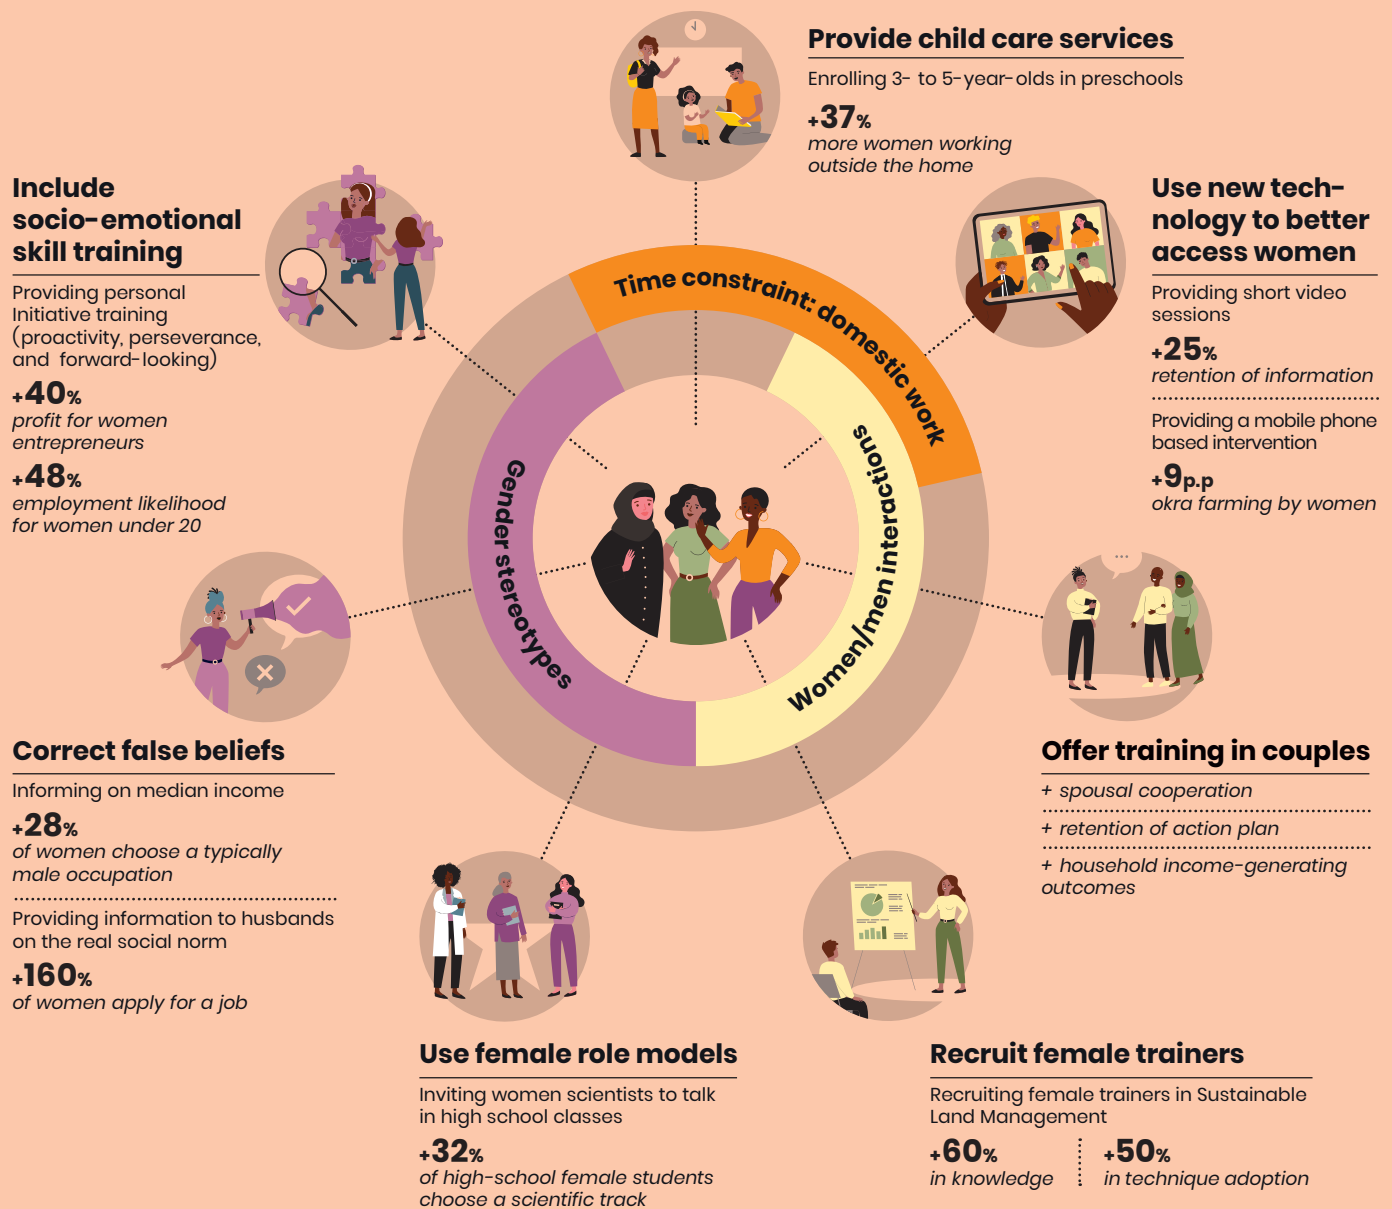 Provide child care services
Enrolling 3- to 5-year-olds in preschools
+37%
more women working
outside the home
Include
socio-emotional
skill training
Providing personal
Initiative training
(proactivity, perseverance,
and forward-looking)
+40%
profit for women
entrepreneurs
+48%
employment likelihood
for women under 20
Use new tech-
nology to better
access women
Providing short video
sessions
+25%
retention of information
Providing a mobile phone
based intervention
+9p.p
okra farming by women
Time constraint: domestic work
Gender stereotypes
Women/men interactions
Correct false beliefs
Informing on median income
+28%
of women choose a typically
male occupation
Providing information to husbands
on the real social norm
+160%
of women apply for a job
Offer training in couples
+ spousal cooperation
+ retention of action plan
+ household income-generating
outcomes
Use female role models
Inviting women scientists to talk
in high school classes
+32%
of high-school female students
choose a scientific track
Recruit female trainers
Recruiting female trainers in Sustainable
Land Management
+60%
in knowledge
+50%
in technique adoption